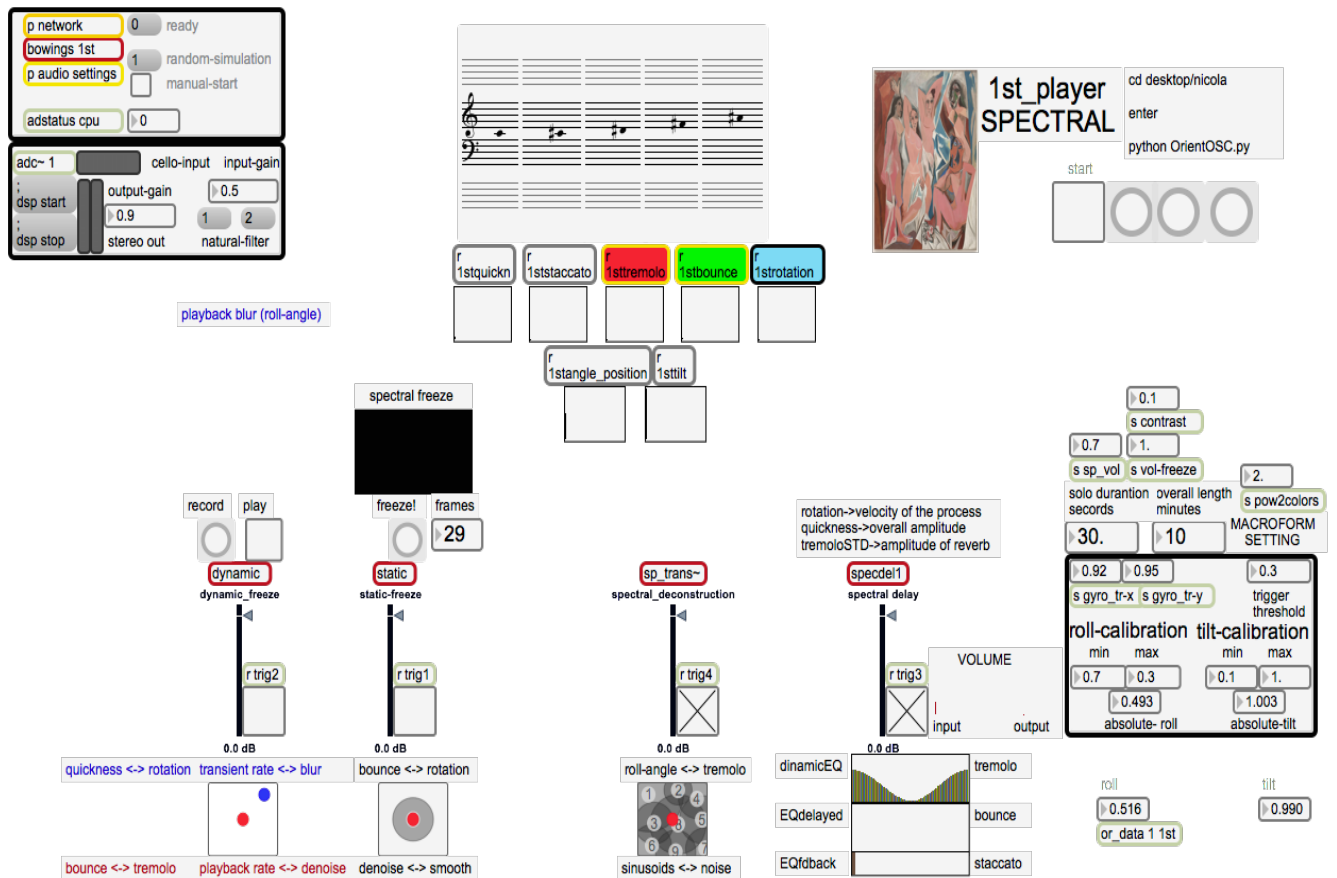 p network
0
ready
bowings 1st
1
random-simulation
p audio settings
manual-start
adstatus cpu
0
adc~ 1
cello-input
input-gain
;
dsp start
output-gain
0.5
0.9
;
dsp stop
1
2
stereo out
natural-filter
1st_player
SPECTRAL
cd desktop/nicola
enter
python OrientOSC.py
start
r
1stquickn
r
1ststaccato
r
1sttremolo
r
1stbounce
r
1strotation
r
1stangle_position
r
1sttilt
playback blur (roll-angle)
spectral freeze
record
play
freeze!
frames
29
dynamic
dynamic_freeze
static
static-freeze
sp_trans~
spectral_deconstruction
rotation->velocity of the process
quickness->overall amplitude
tremoloSTD->amplitude of reverb
specdel1
spectral delay
r trig2
r trig1
r trig4
r trig3
0.0 dB
0.0 dB
0.0 dB
0.0 dB
VOLUME
input
output
0.1
s contrast
0.7
1.
s sp_vol
s vol-freeze
2.
s pow2colors
solo durantion
seconds
overall length
minutes
MACROFORM
SETTING
30.
10
0.92
0.95
0.3
s gyro_tr-x
s gyro_tr-y
trigger
threshold
roll-calibration
tilt-calibration
min
max
min
max
0.7
0.3
0.1
1.
0.493
1.003
absolute- roll
absolute-tilt
quickness <-> rotation
transient rate <-> blur
bounce <-> rotation
roll-angle <-> tremolo
dinamicEQ
tremolo
1
2
4
3
8
5
6
9
7
EQdelayed
bounce
EQfdback
staccato
bounce <-> tremolo
playback rate <-> denoise
denoise <-> smooth
sinusoids <-> noise
roll
0.516
or_data 1 1st
tilt
0.990